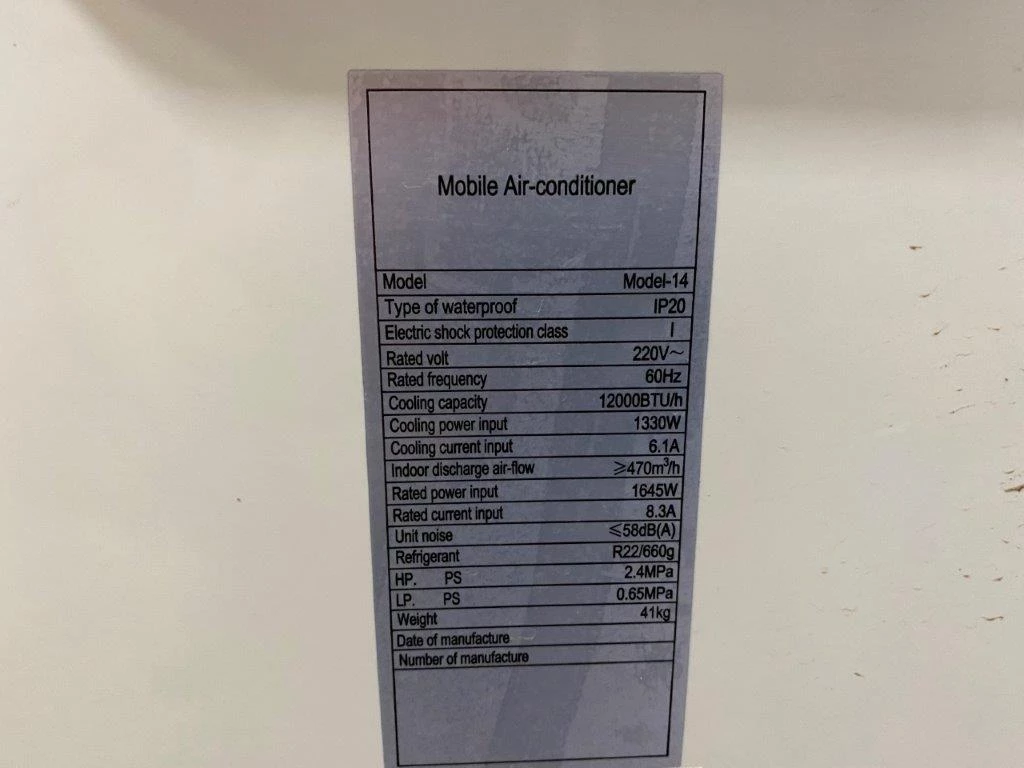 Mobile Air-conditioner
Model Model-14
Type of waterproof IP20
Electric shock protection class I
Rated volt 220V～
Rated frequency 60Hz
Cooling capacity 12000BTU/h
Cooling power input 1330W
Cooling current input 6.1A
Indoor discharge air-flow ≥470m³/h
Rated power input 1645W
Rated current input 8.3A
Unit noise ≤58dB(A)
Refrigerant R22/660g
HP. PS 2.4MPa
LP. PS 0.65MPa
Weight 41kg
Date of manufacture
Number of manufacture